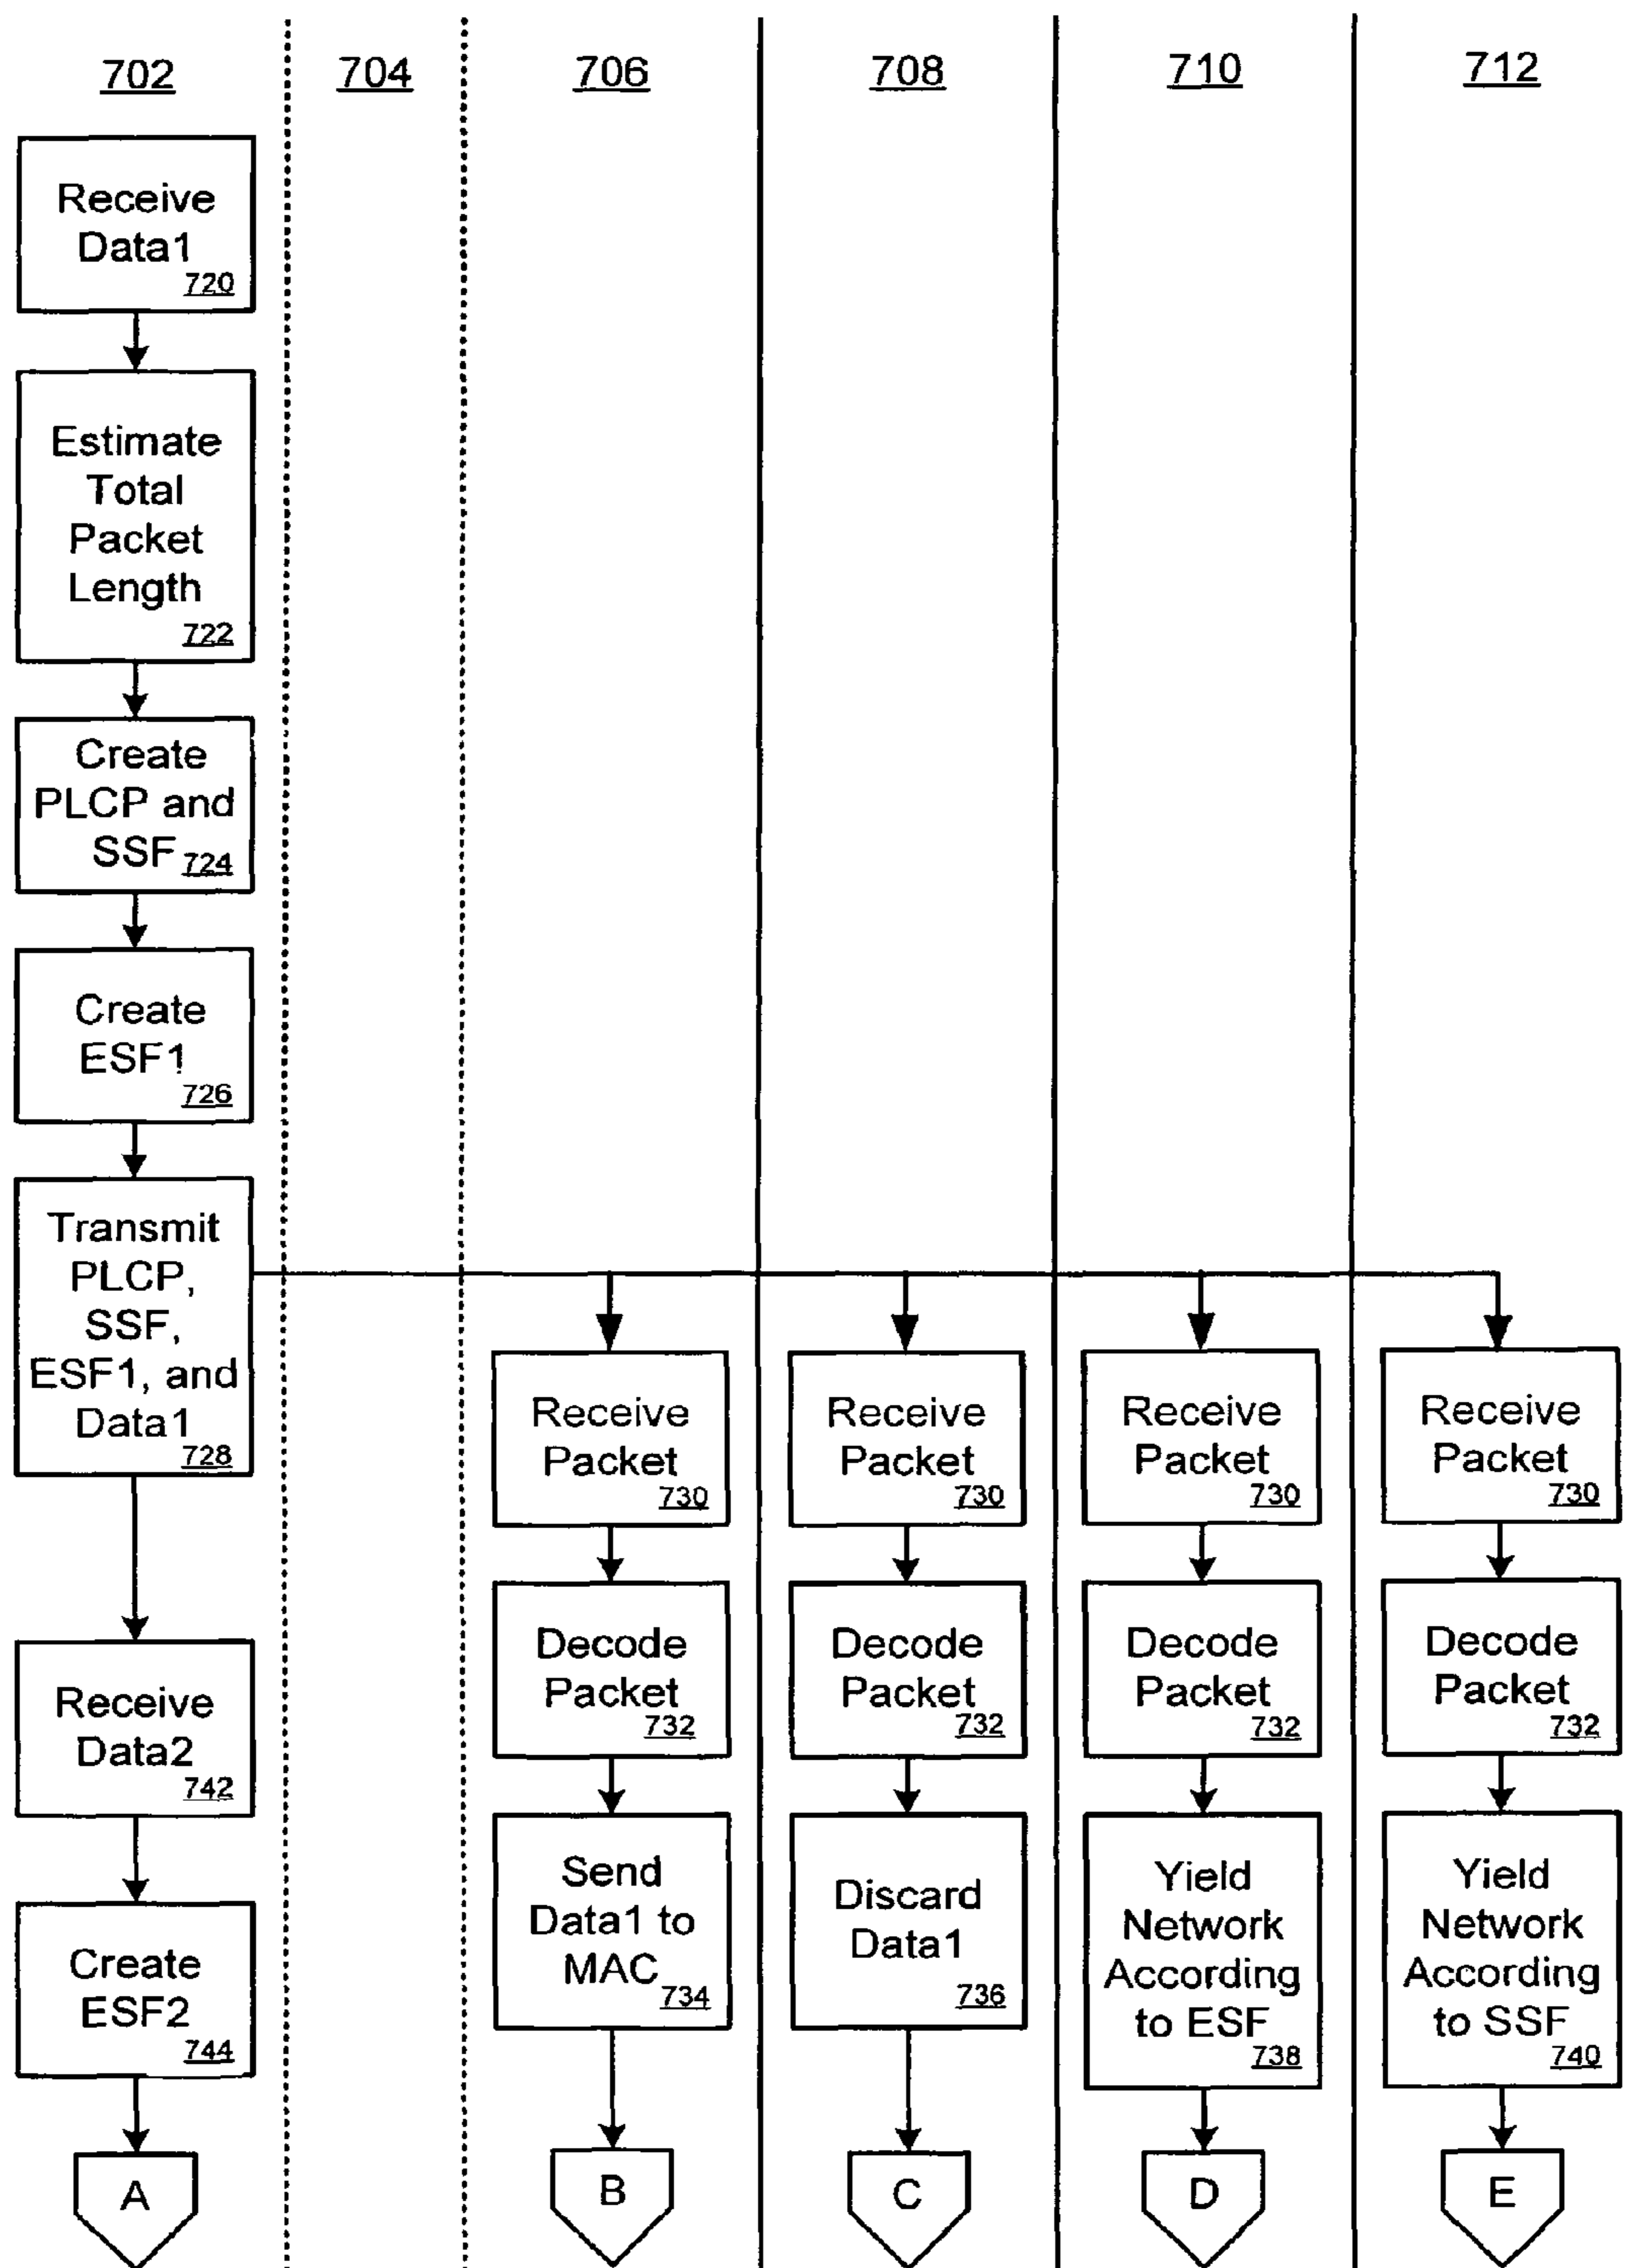 702
704
706
708
710
712
Receive
Data1
720
Estimate
Total
Packet
Length
722
Create
PLCP and
SSF
724
Create
ESF1
726
Transmit
PLCP,
SSF,
ESF1, and
Data1
728
Receive
Packet
730
Receive
Packet
730
Receive
Packet
730
Receive
Packet
730
Decode
Packet
732
Decode
Packet
732
Decode
Packet
732
Decode
Packet
732
Receive
Data2
742
Send
Data1 to
MAC
734
Discard
Data1
736
Yield
Network
According
to ESF
738
Yield
Network
According
to SSF
740
Create
ESF2
744
A
B
C
D
E